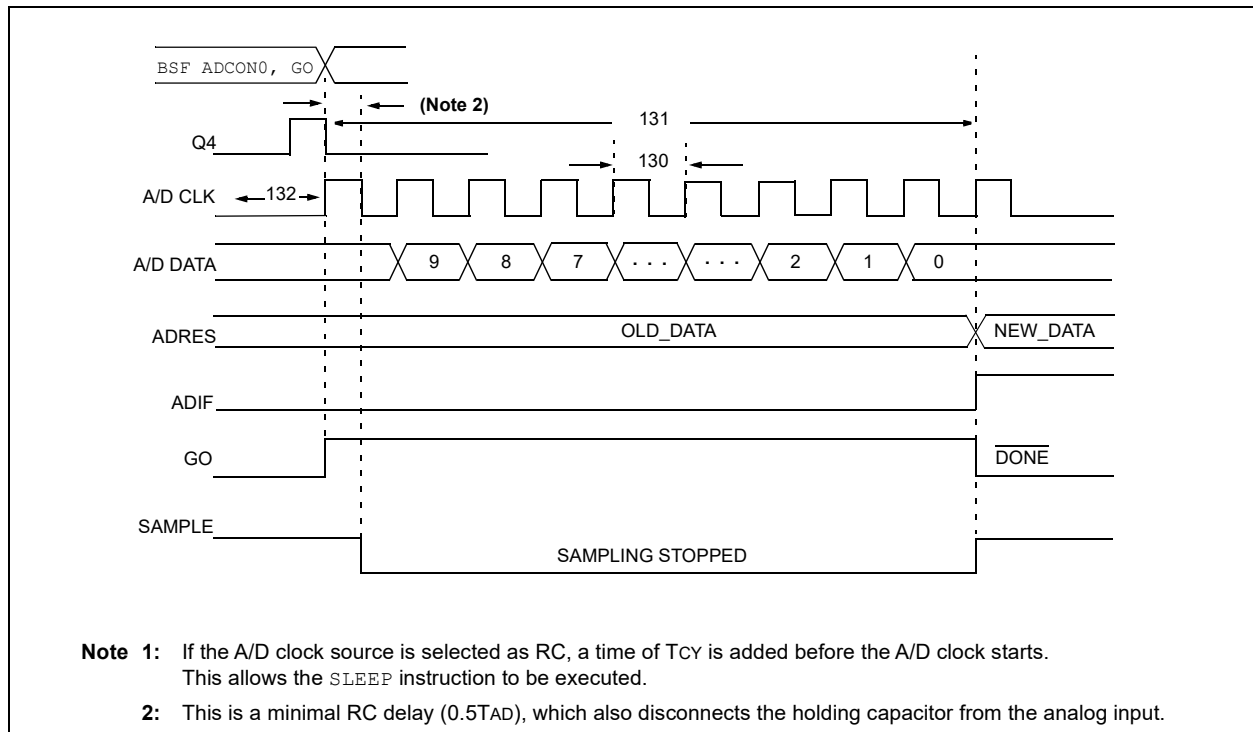 BSF ADCON0, GO
(Note 2)
131
Q4
130
A/D CLK
132
A/D DATA
9 8 7 . . . . . . 2 1 0
ADRES
OLD_DATA
NEW_DATA
ADIF
GO
DONE
SAMPLE
SAMPLING STOPPED
Note 1: If the A/D clock source is selected as RC, a time of TCY is added before the A/D clock starts.
This allows the SLEEP instruction to be executed.
2: This is a minimal RC delay (0.5TAD), which also disconnects the holding capacitor from the analog input.